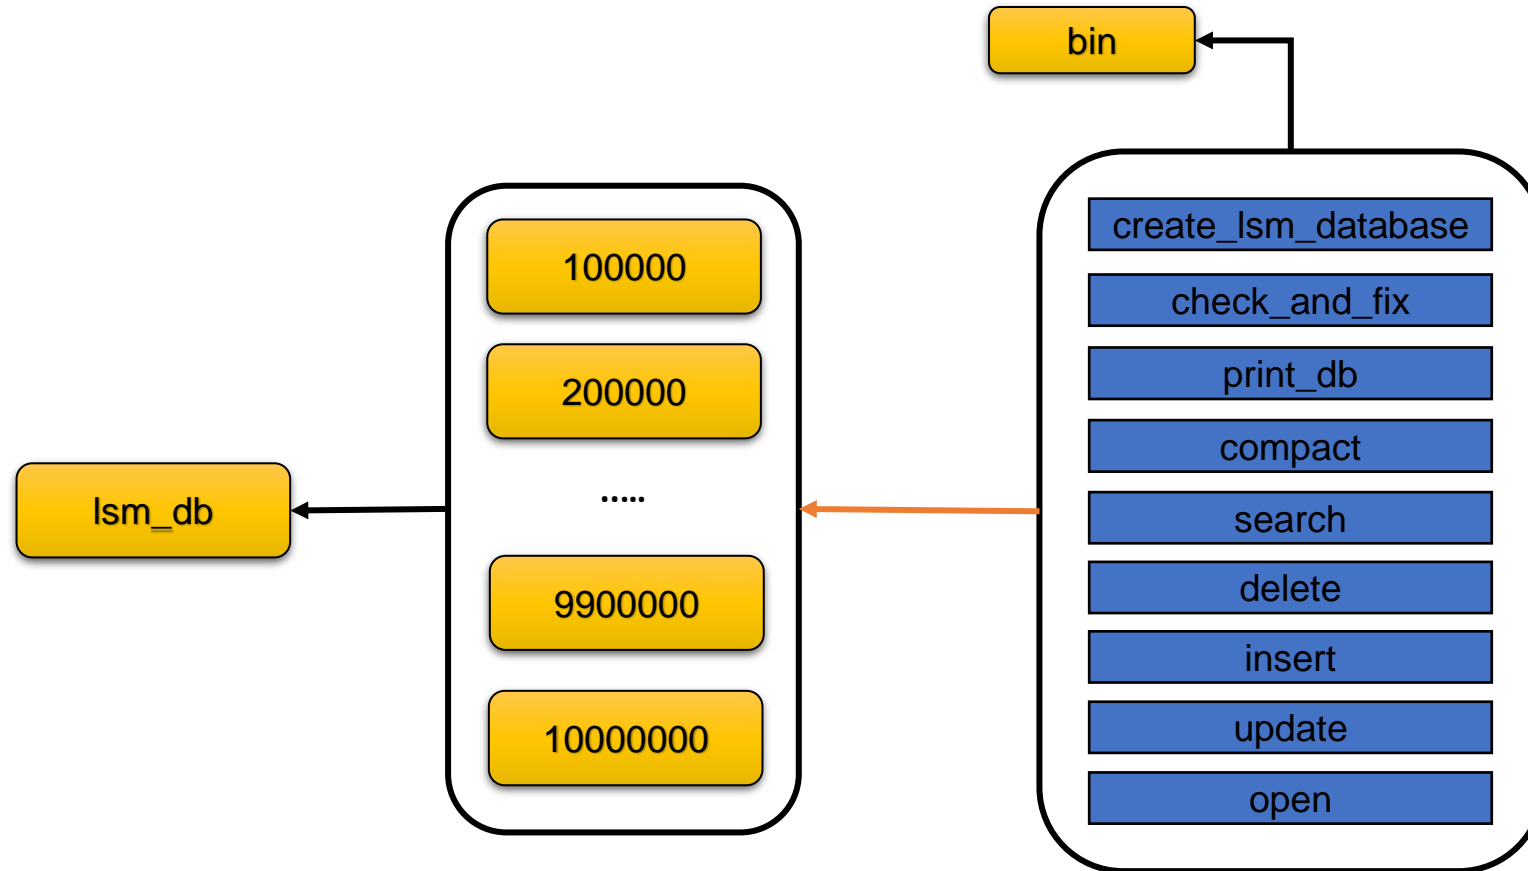 bin
create_lsm_database
check_and_fix
print_db
compact
search
delete
insert
update
open
100000
200000
.....
9900000
10000000
lsm_db